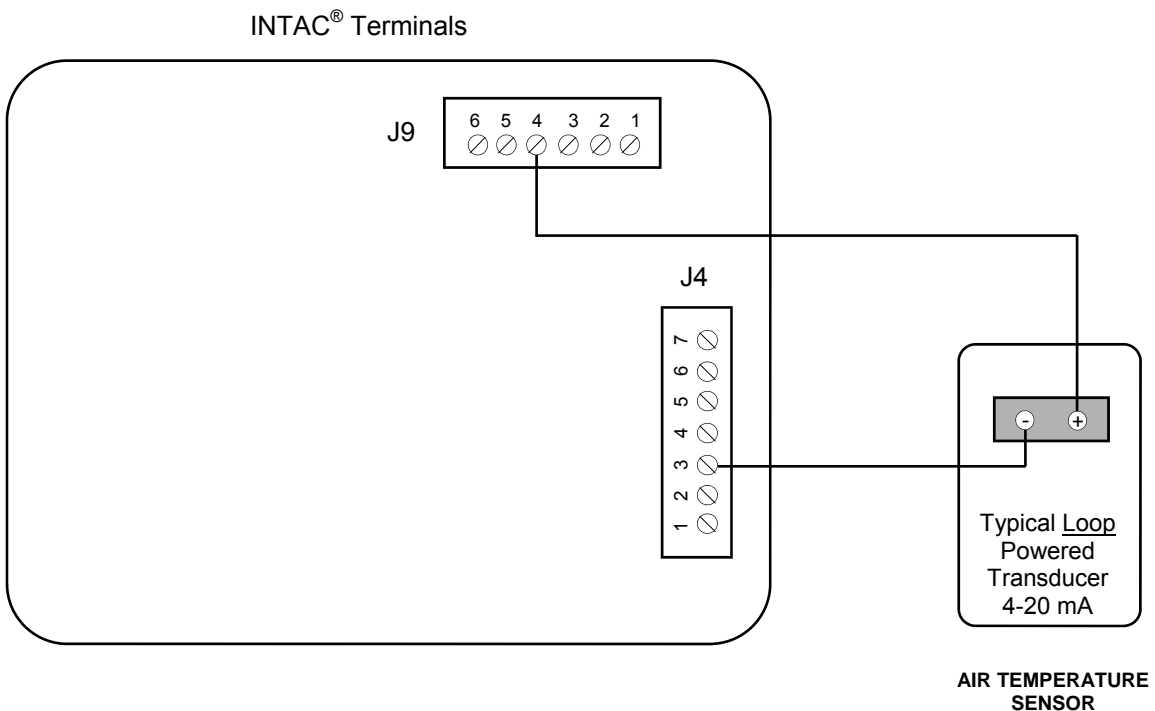 INTAC® Terminals
J9
6 5 4 3 2 1
J4
7
6
5
4
3
2
1
- +
Typical Loop
Powered
Transducer
4-20 mA
AIR TEMPERATURE
SENSOR